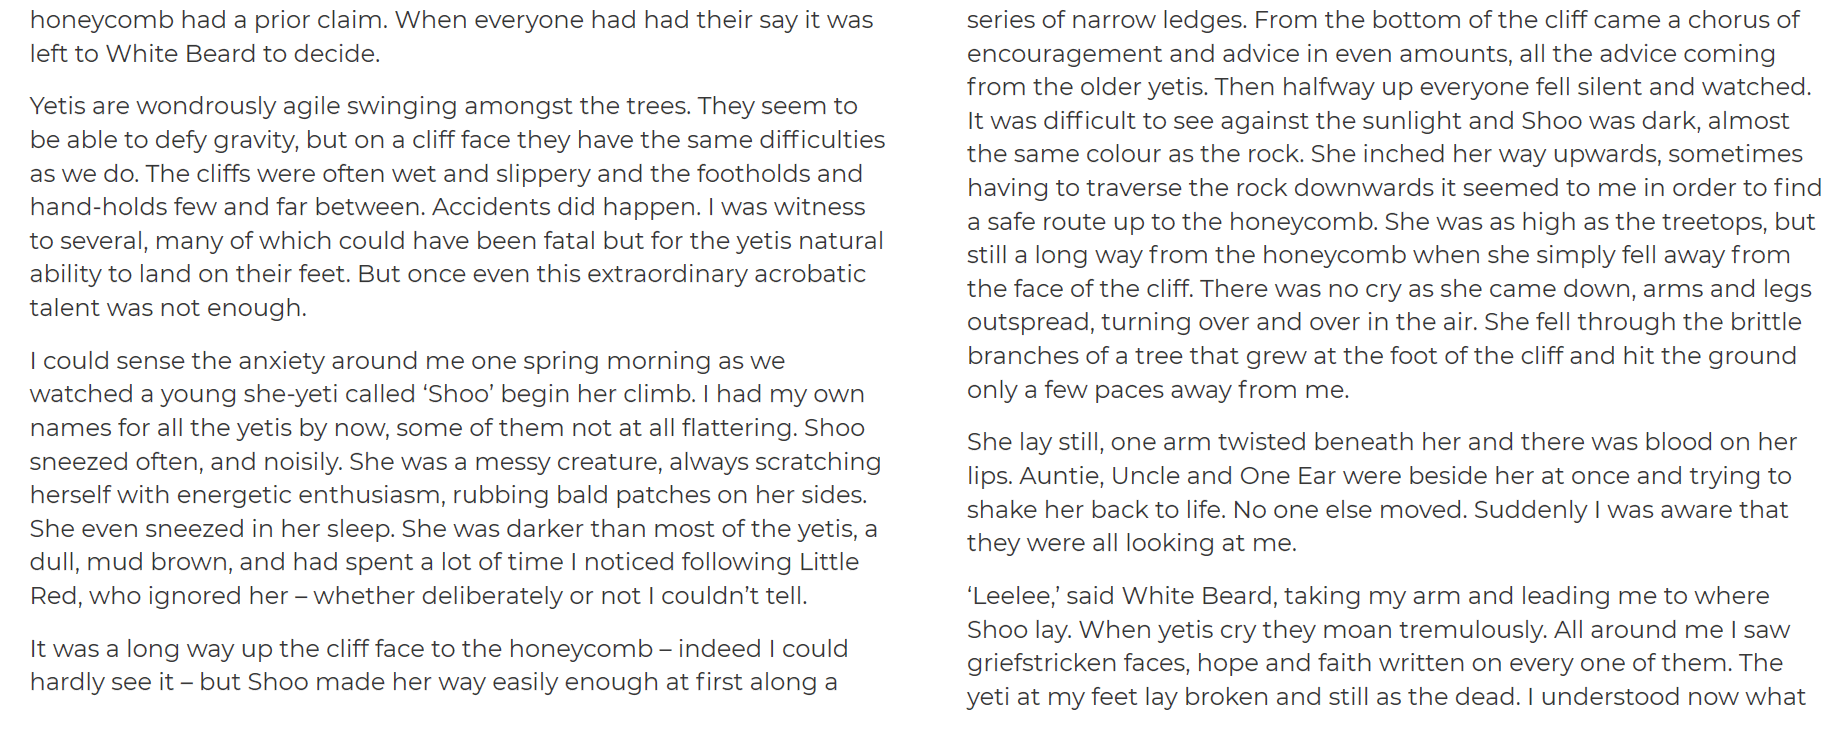 honeycomb had a prior claim. When everyone had had their say it was
left to White Beard to decide.
Yetis are wondrously agile swinging amongst the trees. They seem to
be able to defy gravity, but on a cliff face they have the same difficulties
as we do. The cliffs were often wet and slippery and the footholds and
hand-holds few and far between. Accidents did happen. I was witness
to several, many of which could have been fatal but for the yetis natural
ability to land on their feet. But once even this extraordinary acrobatic
talent was not enough.
I could sense the anxiety around me one spring morning as we
watched a young she-yeti called ‘Shoo’ begin her climb. I had my own
names for all the yetis by now, some of them not at all flattering. Shoo
sneezed often, and noisily. She was a messy creature, always scratching
herself with energetic enthusiasm, rubbing bald patches on her sides.
She even sneezed in her sleep. She was darker than most of the yetis, a
dull, mud brown, and had spent a lot of time I noticed following Little
Red, who ignored her – whether deliberately or not I couldn’t tell.
It was a long way up the cliff face to the honeycomb – indeed I could
hardly see it – but Shoo made her way easily enough at first along a
series of narrow ledges. From the bottom of the cliff came a chorus of
encouragement and advice in even amounts, all the advice coming
from the older yetis. Then halfway up everyone fell silent and watched.
It was difficult to see against the sunlight and Shoo was dark, almost
the same colour as the rock. She inched her way upwards, sometimes
having to traverse the rock downwards it seemed to me in order to find
a safe route up to the honeycomb. She was as high as the treetops, but
still a long way from the honeycomb when she simply fell away from
the face of the cliff. There was no cry as she came down, arms and legs
outspread, turning over and over in the air. She fell through the brittle
branches of a tree that grew at the foot of the cliff and hit the ground
only a few paces away from me.
She lay still, one arm twisted beneath her and there was blood on her
lips. Auntie, Uncle and One Ear were beside her at once and trying to
shake her back to life. No one else moved. Suddenly I was aware that
they were all looking at me.
‘Leelee,’ said White Beard, taking my arm and leading me to where
Shoo lay. When yetis cry they moan tremulously. All around me I saw
griefstricken faces, hope and faith written on every one of them. The
yeti at my feet lay broken and still as the dead. I understood now what